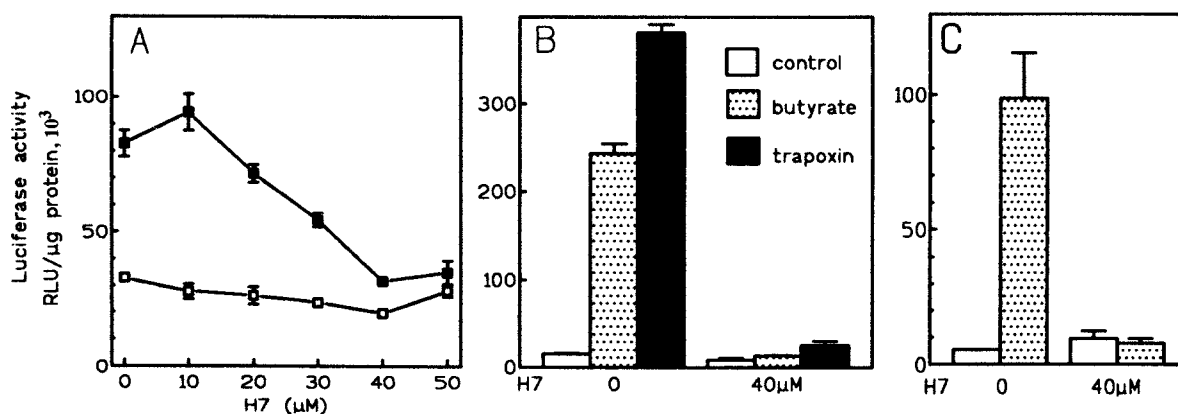 A
B
C
Luciferase activity
RLU/μg protein, 10³
100
50
0
0 10 20 30 40 50
H7 (μM)
300
200
100
0
control
butyrate
trapoxin
H7 0 40μM
100
50
0
H7 0 40μM